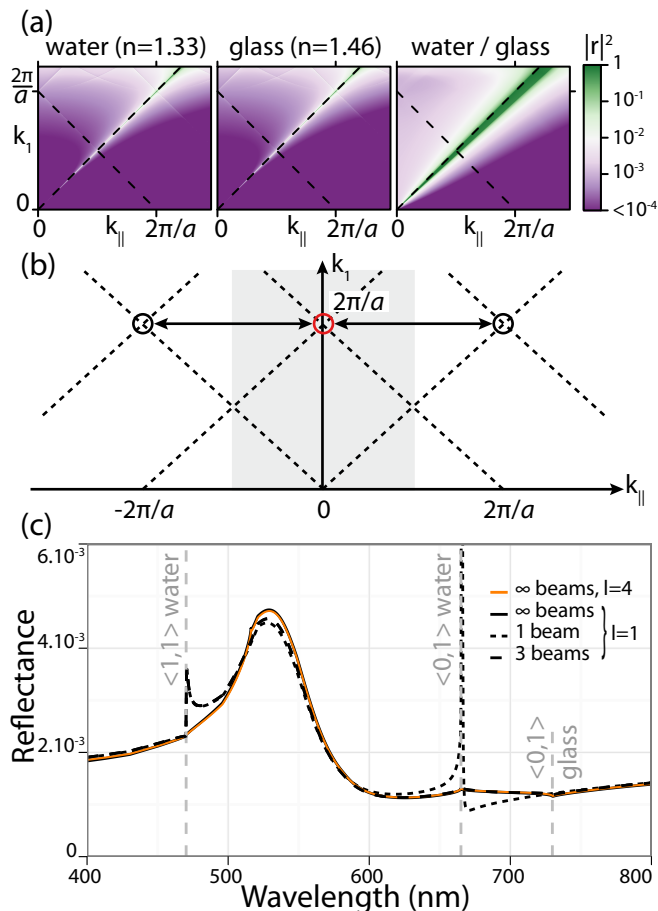 (a)
water (n=1.33)
glass (n=1.46)
water / glass
|r|²
2π
a
k₁
0
0
k||
2π/a
0
k||
2π/a
0
k||
2π/a
1
10⁻¹
10⁻²
10⁻³
<10⁻⁴
(b)
k₁
2π/a
k||
-2π/a
0
2π/a
(c)
Reflectance
6.10⁻³
4.10⁻³
2.10⁻³
0
<1,1> water
<0,1> water
<0,1>
glass
∞ beams, l=4
∞ beams
1 beam
3 beams
l=1
400
500
600
700
800
Wavelength (nm)